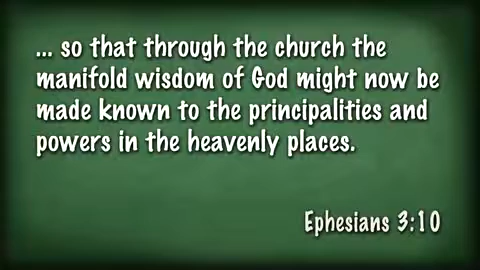 ... so that through the church the
manifold wisdom of God might now be
made known to the principalities and
powers in the heavenly places.
Ephesians 3:10